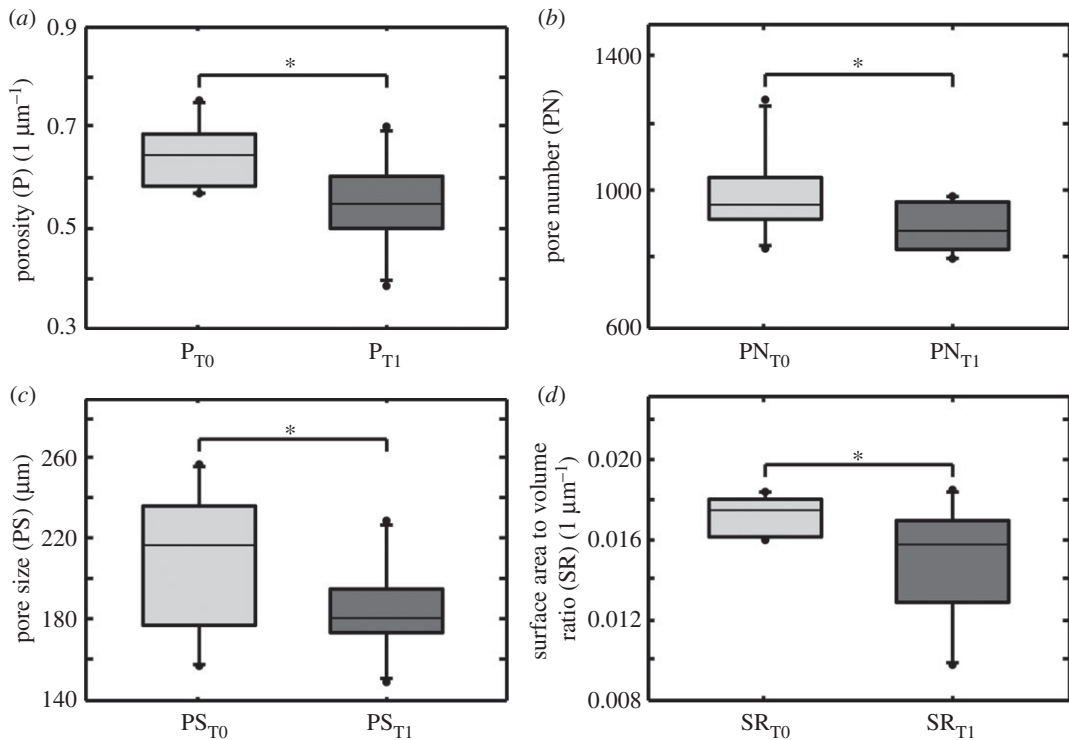 (a)
0.9
0.7
0.5
0.3
porosity (P) (1 µm⁻¹)
*
P_T0
P_T1
(b)
1400
1000
600
pore number (PN)
*
PN_T0
PN_T1
(c)
260
220
180
140
pore size (PS) (µm)
*
PS_T0
PS_T1
(d)
0.020
0.016
0.012
0.008
surface area to volume
ratio (SR) (1 µm⁻¹)
*
SR_T0
SR_T1